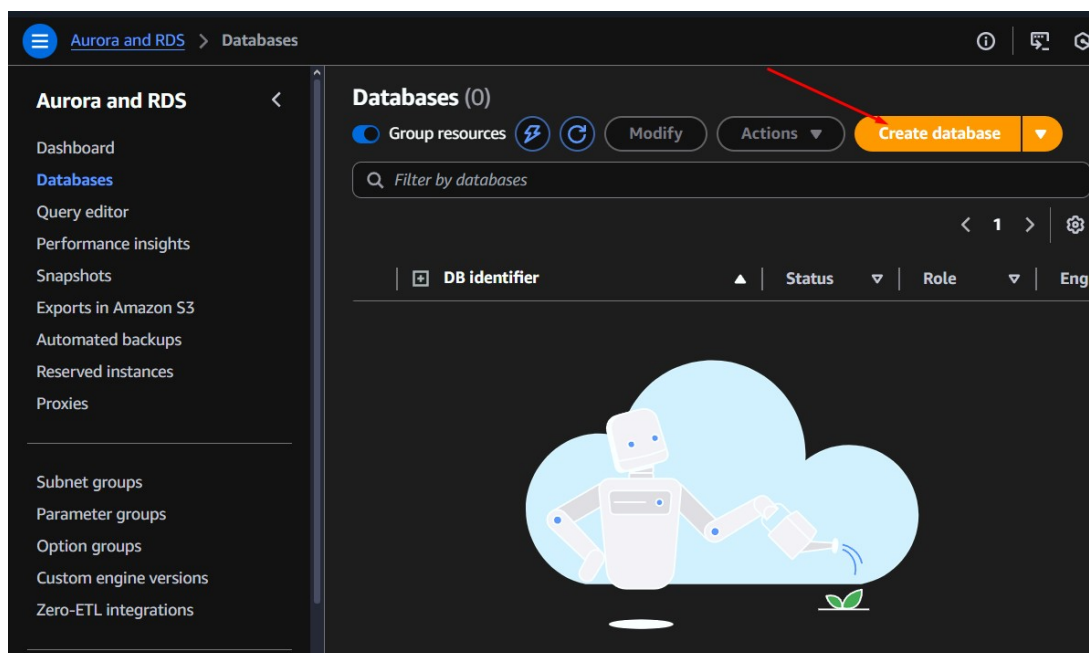 Aurora and RDS > Databases
Aurora and RDS
Dashboard
Databases
Query editor
Performance insights
Snapshots
Exports in Amazon S3
Automated backups
Reserved instances
Proxies
Subnet groups
Parameter groups
Option groups
Custom engine versions
Zero-ETL integrations
Databases (0)
Group resources Modify Actions Create database
Filter by databases
1
DB identifier Status Role Eng